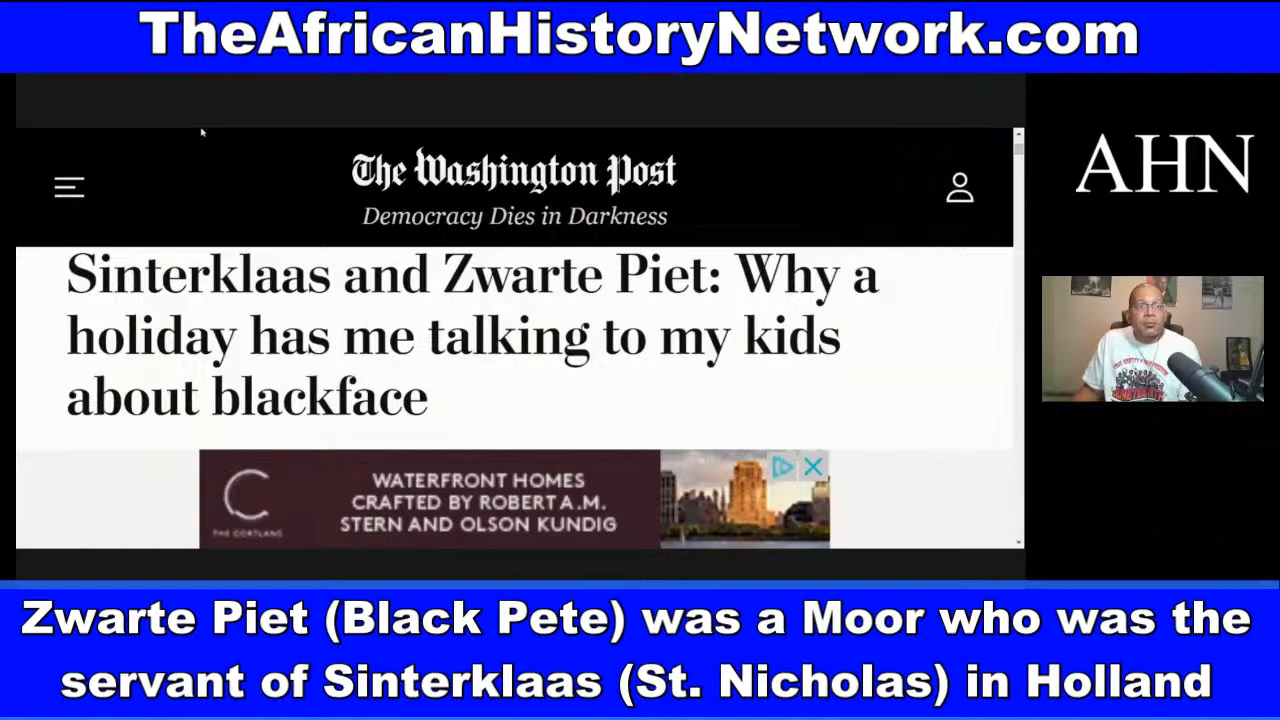 TheAfricanHistoryNetwork.com
AHN
The Washington Post
Democracy Dies in Darkness
Sinterklaas and Zwarte Piet: Why a
holiday has me talking to my kids
about blackface
WATERFRONT HOMES
CRAFTED BY ROBERT A.M.
STERN AND OLSON KUNDIG
THE CORTLAND
Zwarte Piet (Black Pete) was a Moor who was the
servant of Sinterklaas (St. Nicholas) in Holland